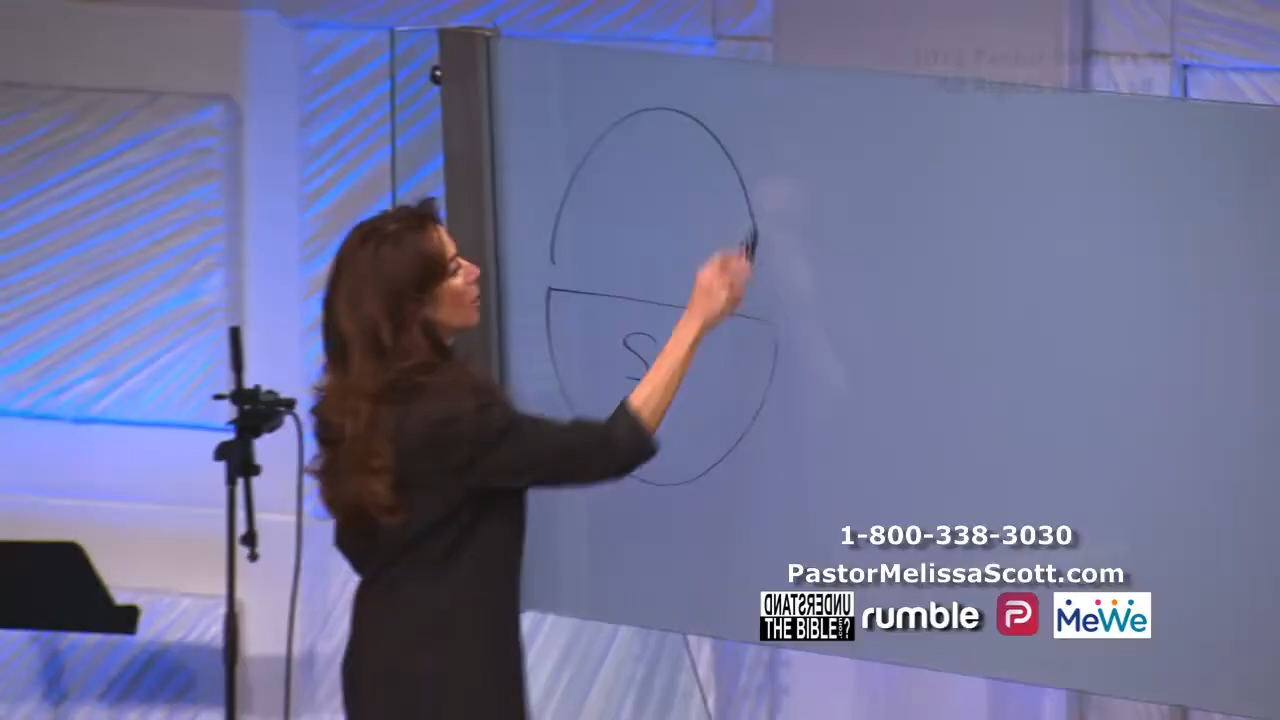 S
1-800-338-3030
PastorMelissaScott.com
UNDERSTAND
THE BIBLE?
rumble
P
MeWe